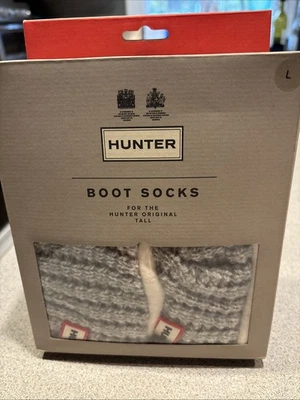 L
HUNTER
BOOT SOCKS
FOR THE
HUNTER ORIGINAL
TALL